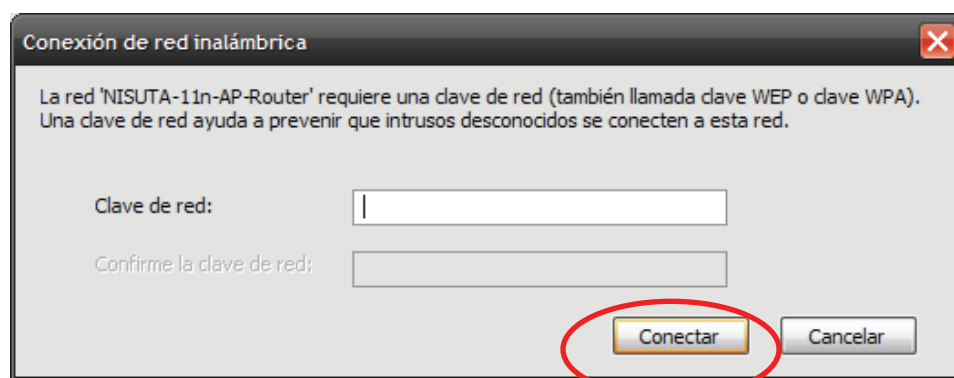 Conexión de red inalámbrica
La red 'NISUTA-11n-AP-Router' requiere una clave de red (también llamada clave WEP o clave WPA).
Una clave de red ayuda a prevenir que intrusos desconocidos se conecten a esta red.
Clave de red:
Confirme la clave de red:
Conectar Cancelar